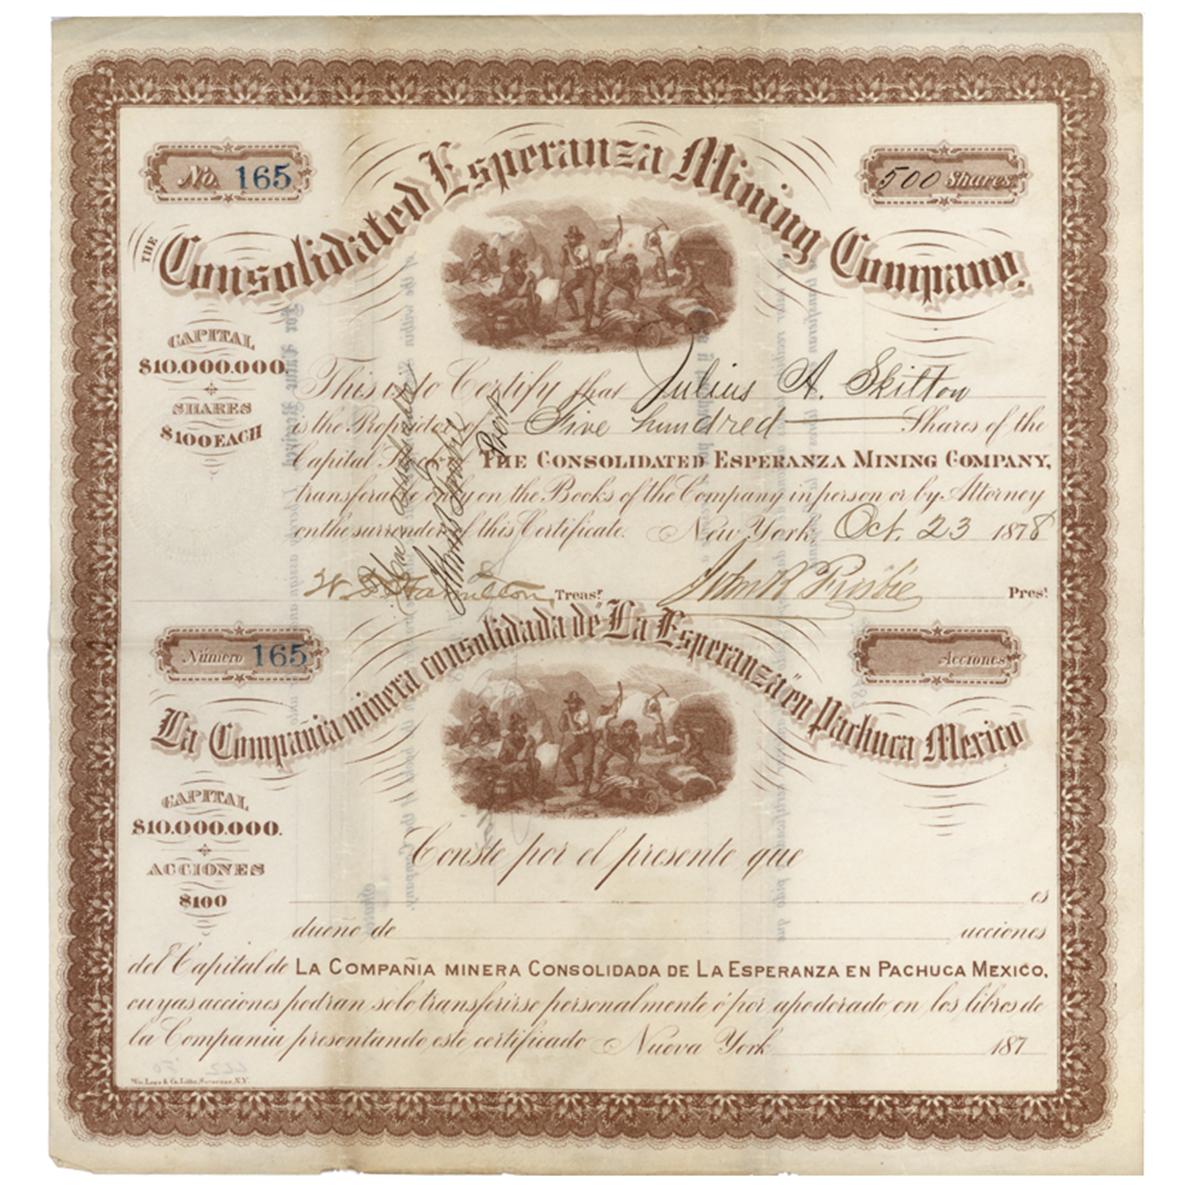 No. 165
500 Shares
THE Consolidated Esperanza Mining Company.
CAPITAL
$10.000.000.
SHARES
$100 EACH
This is to Certify that Julius A. Skilton
is the Proprietor of Five hundred Shares of the
Capital Stock of THE CONSOLIDATED ESPERANZA MINING COMPANY,
transferable only on the Books of the Company in person or by Attorney
on the surrender of this Certificate. New York, Oct. 23 1878
Treasr. Prest.
Número 165
Acciones
La Compañia minera consolidada de "La Esperanza" en Pachuca Mexico
CAPITAL
$10.000.000.
ACCIONES
$100
Conste por el presente que
es
dueño de acciones
del Capital de LA COMPAÑIA MINERA CONSOLIDADA DE LA ESPERANZA EN PACHUCA MEXICO,
cuyas acciones podran solo transferirse personalmente ó por apoderado en los libros de
la Compania presentando este certificado Nueva York 187